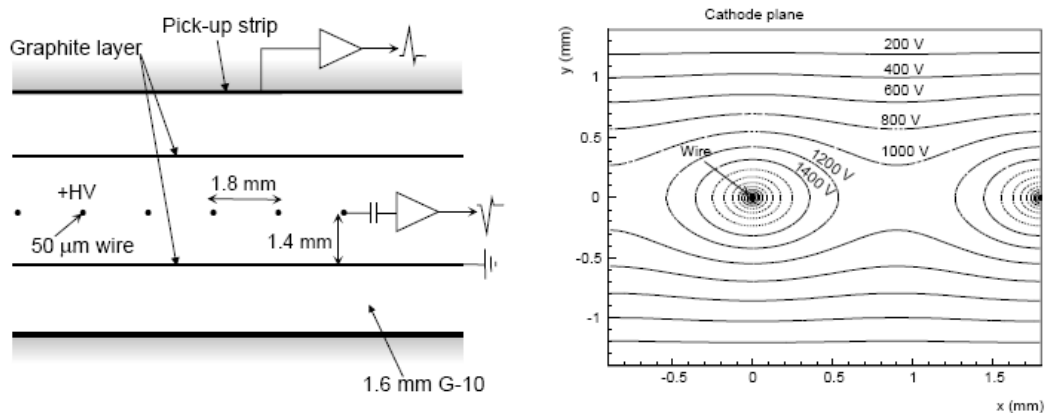 Pick-up strip
Graphite layer
+HV
1.8 mm
50 μm wire
1.4 mm
1.6 mm G-10
Cathode plane
y (mm)
200 V
400 V
600 V
800 V
1000 V
Wire
1200 V
1400 V
1
0.5
0
-0.5
-1
-0.5
0
0.5
1
1.5
x (mm)